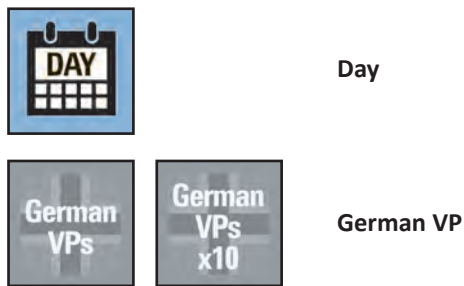 DAY
Day
German
VPs
German
VPs
x10
German VP